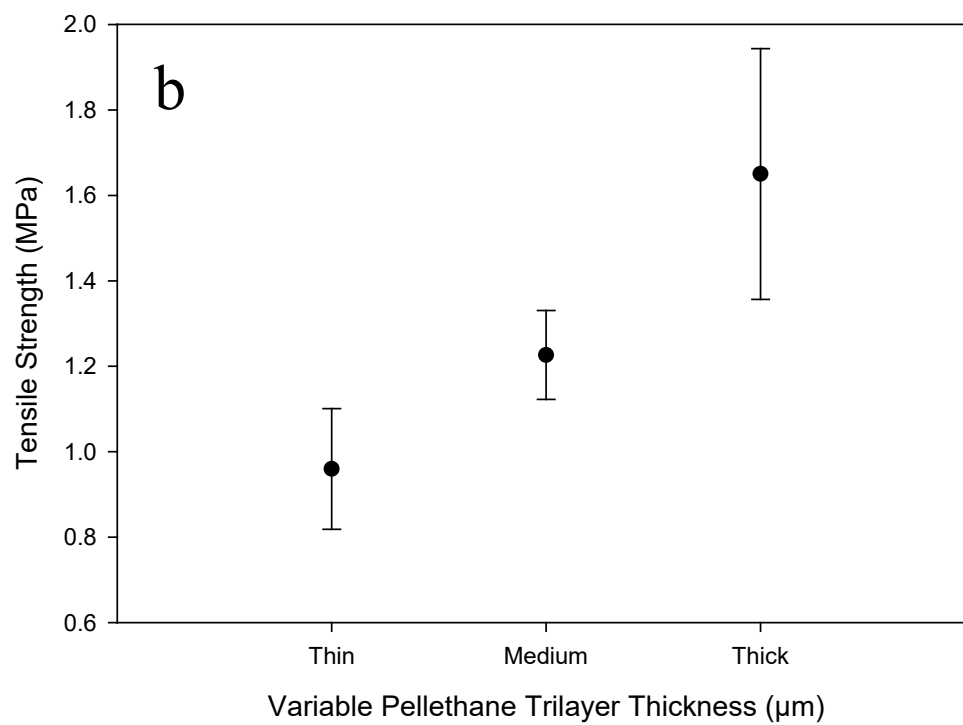 b
2.0
1.8
1.6
1.4
1.2
1.0
0.8
0.6
Tensile Strength (MPa)
Thin Medium Thick
Variable Pellethane Trilayer Thickness (µm)